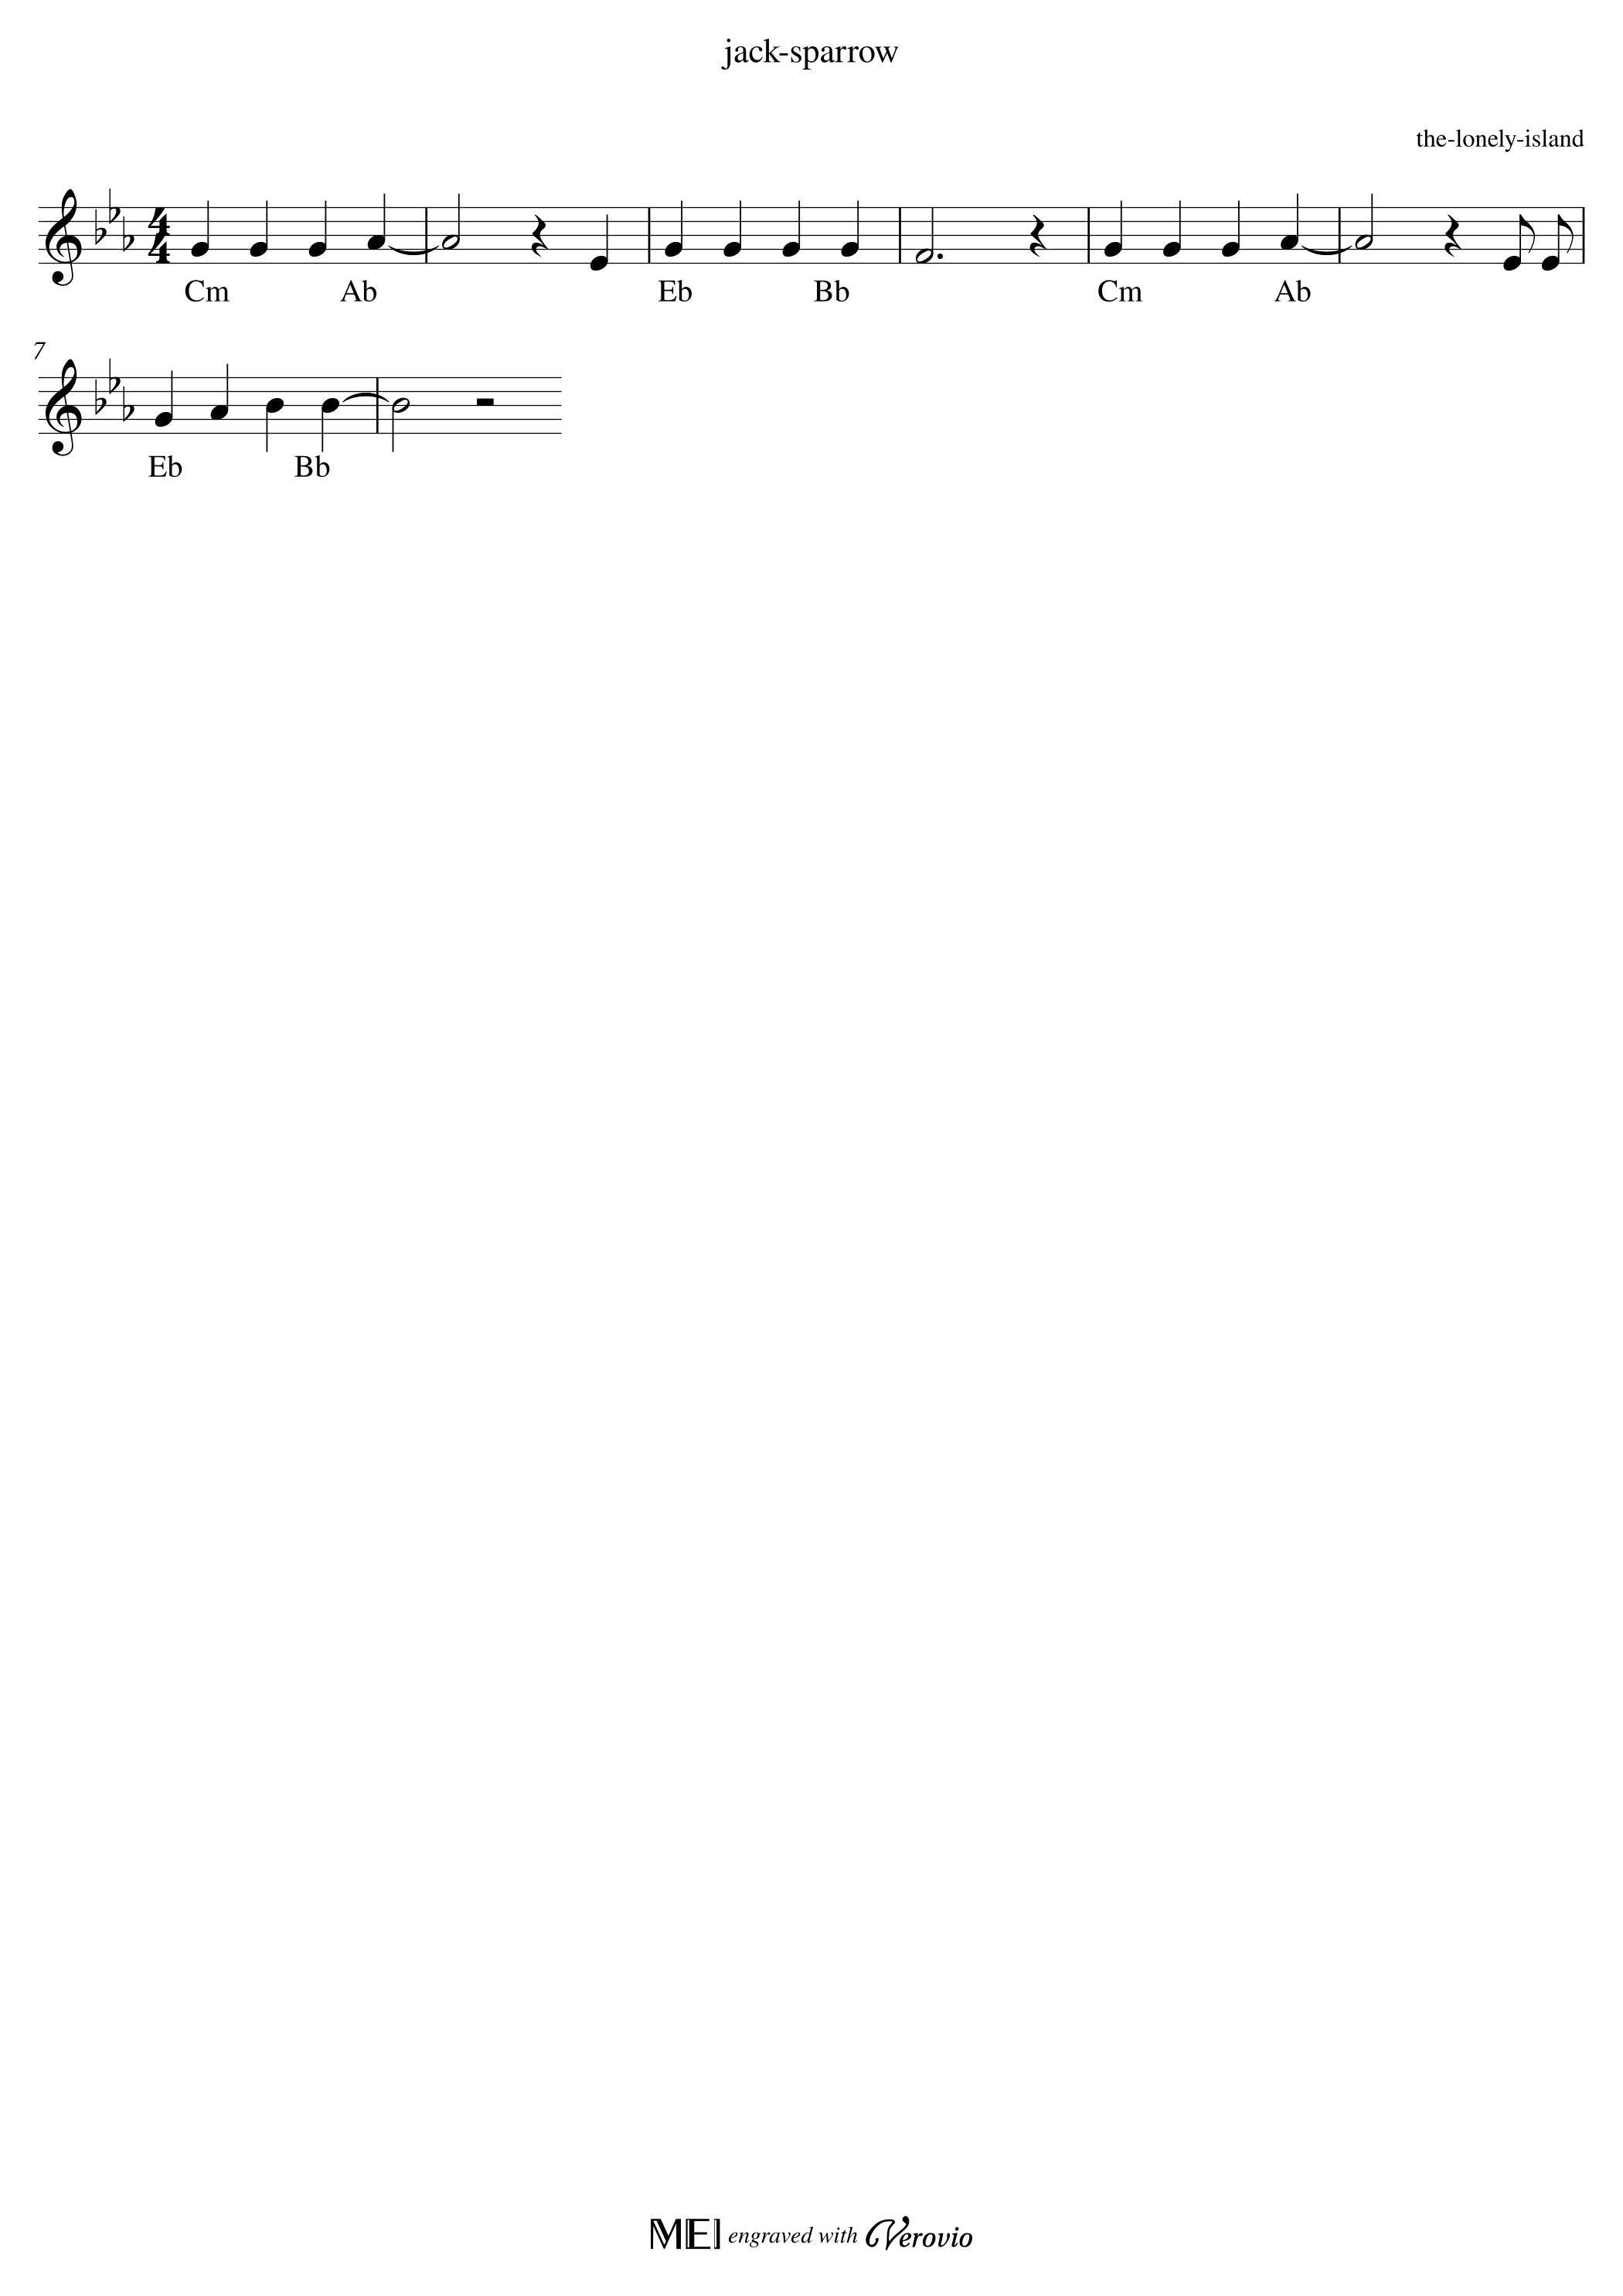 jack-sparrow
the-lonely-island
4
4
Cm Ab Eb Bb Cm Ab
7
Eb Bb
MEI engraved with Verovio